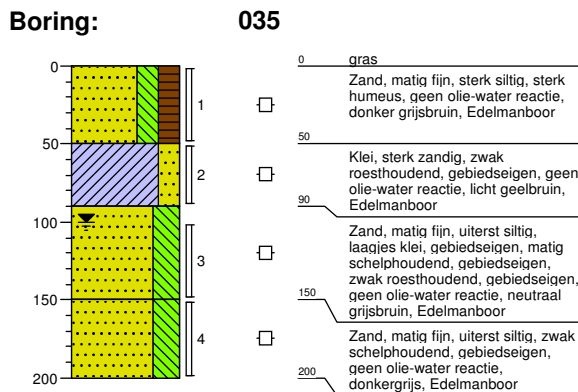 Boring: 035
0
50
100
150
200
1
2
3
4
0 gras
Zand, matig fijn, sterk siltig, sterk
humeus, geen olie-water reactie,
donker grijsbruin, Edelmanboor
50
Klei, sterk zandig, zwak
roesthoudend, gebiedseigen, geen
olie-water reactie, licht geelbruin,
Edelmanboor
90
Zand, matig fijn, uiterst siltig,
laagjes klei, gebiedseigen, matig
schelphoudend, gebiedseigen,
zwak roesthoudend, gebiedseigen,
geen olie-water reactie, neutraal
grijsbruin, Edelmanboor
150
Zand, matig fijn, uiterst siltig, zwak
schelphoudend, gebiedseigen,
geen olie-water reactie,
donkergrijs, Edelmanboor
200